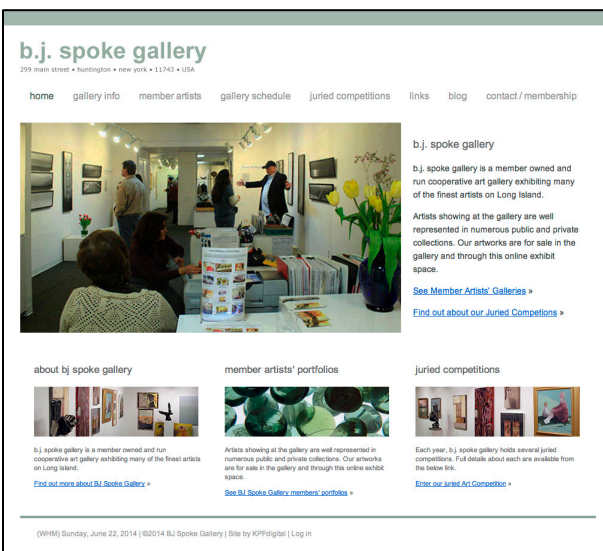 b.j. spoke gallery
299 main street • huntington • new york • 11743 • USA
home gallery info member artists gallery schedule juried competitions links blog contact / membership
b.j. spoke gallery
b.j. spoke gallery is a member owned and
run cooperative art gallery exhibiting many
of the finest artists on Long Island.
Artists showing at the gallery are well
represented in numerous public and private
collections. Our artworks are for sale in the
gallery and through this online exhibit
space.
See Member Artists' Galleries »
Find out about our Juried Competions »
about bj spoke gallery
b.j. spoke gallery is a member owned and run
cooperative art gallery exhibiting many of the finest artists
on Long Island.
Find out more about BJ Spoke Gallery »
member artists' portfolios
Artists showing at the gallery are well represented in
numerous public and private collections. Our artworks
are for sale in the gallery and through this online exhibit
space.
See BJ Spoke Gallery members' portfolios »
juried competitions
Each year, b.j. spoke gallery holds several juried
competitions. Full details about each are available from
the below link.
Enter our juried Art Competition »
(WHM) Sunday, June 22, 2014 | ©2014 BJ Spoke Gallery | Site by KPFdigital | Log in